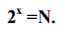 2ˣ =N.